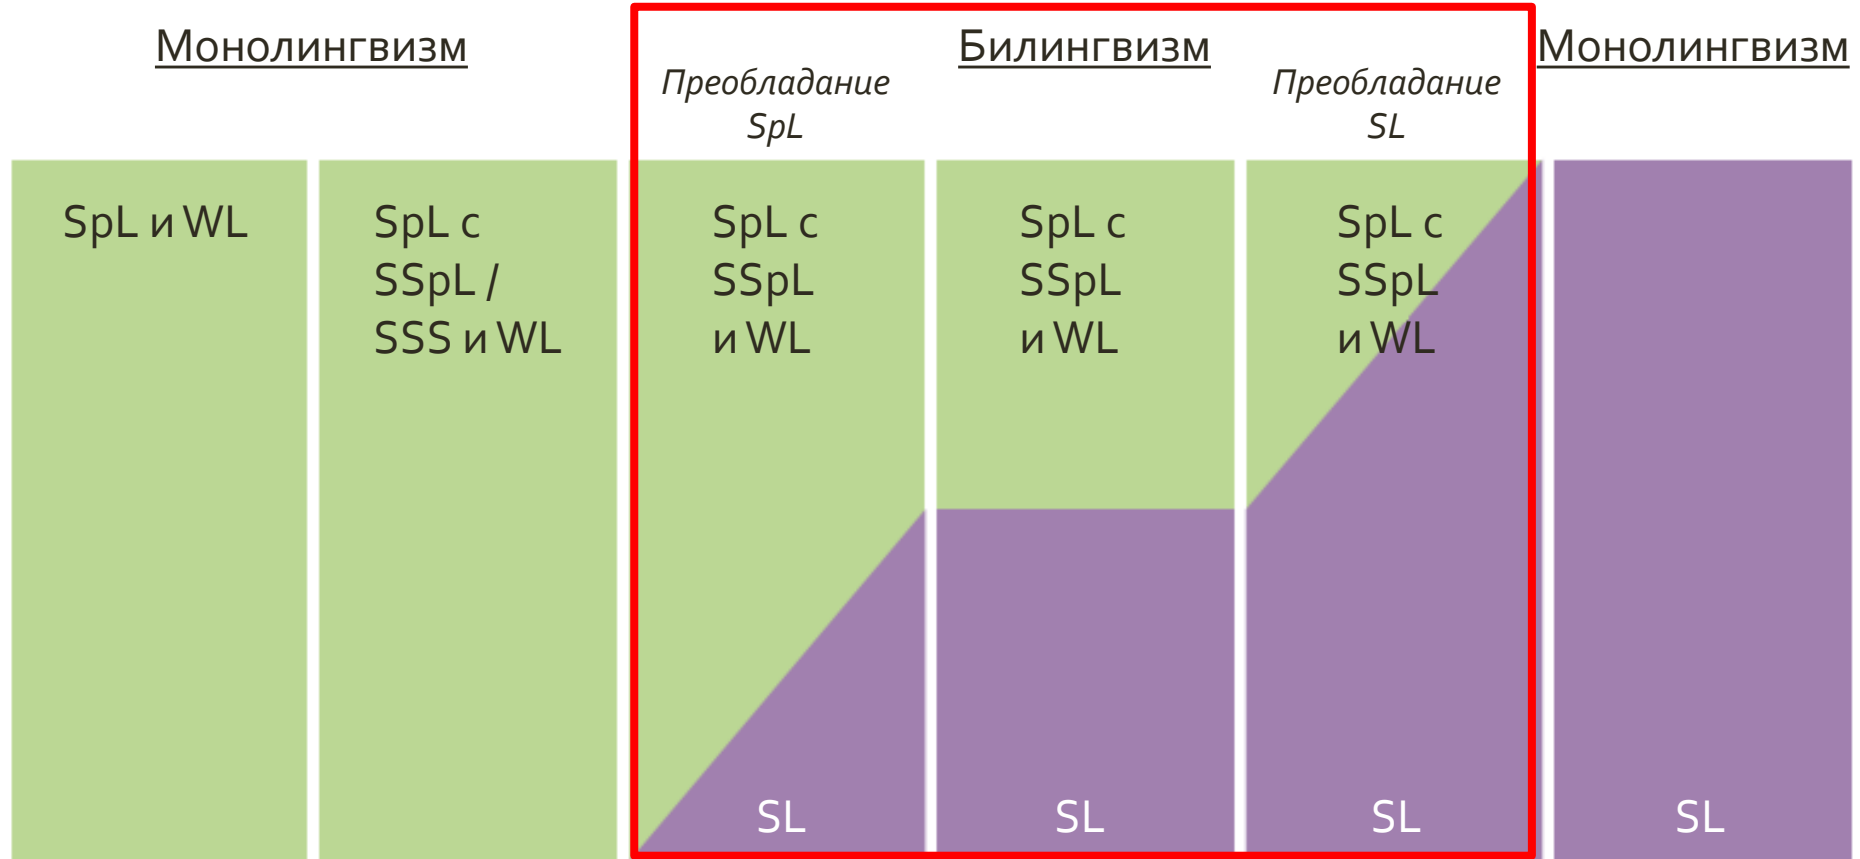 Монолингвизм
Билингвизм
Монолингвизм
Преобладание
SpL
Преобладание
SL
SpL и WL
SpL с
SSpL /
SSS и WL
SpL с
SSpL
и WL
SpL с
SSpL
и WL
SpL с
SSpL
и WL
SL
SL
SL
SL